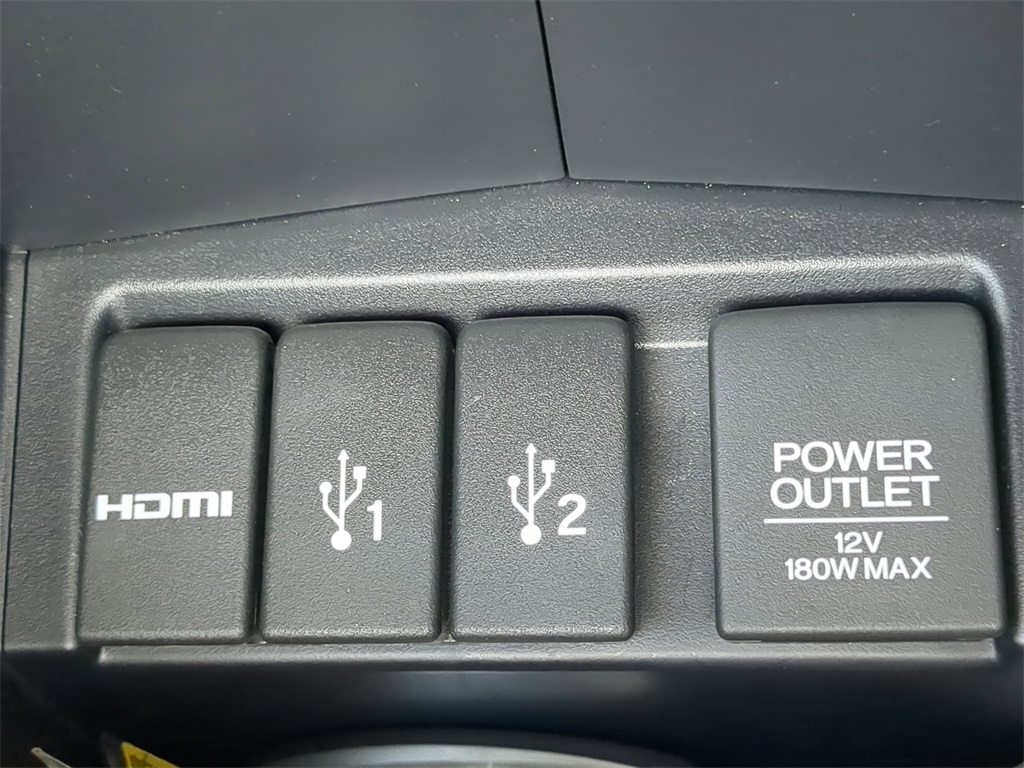 HDMI
1
2
POWER
OUTLET
12V
180W MAX